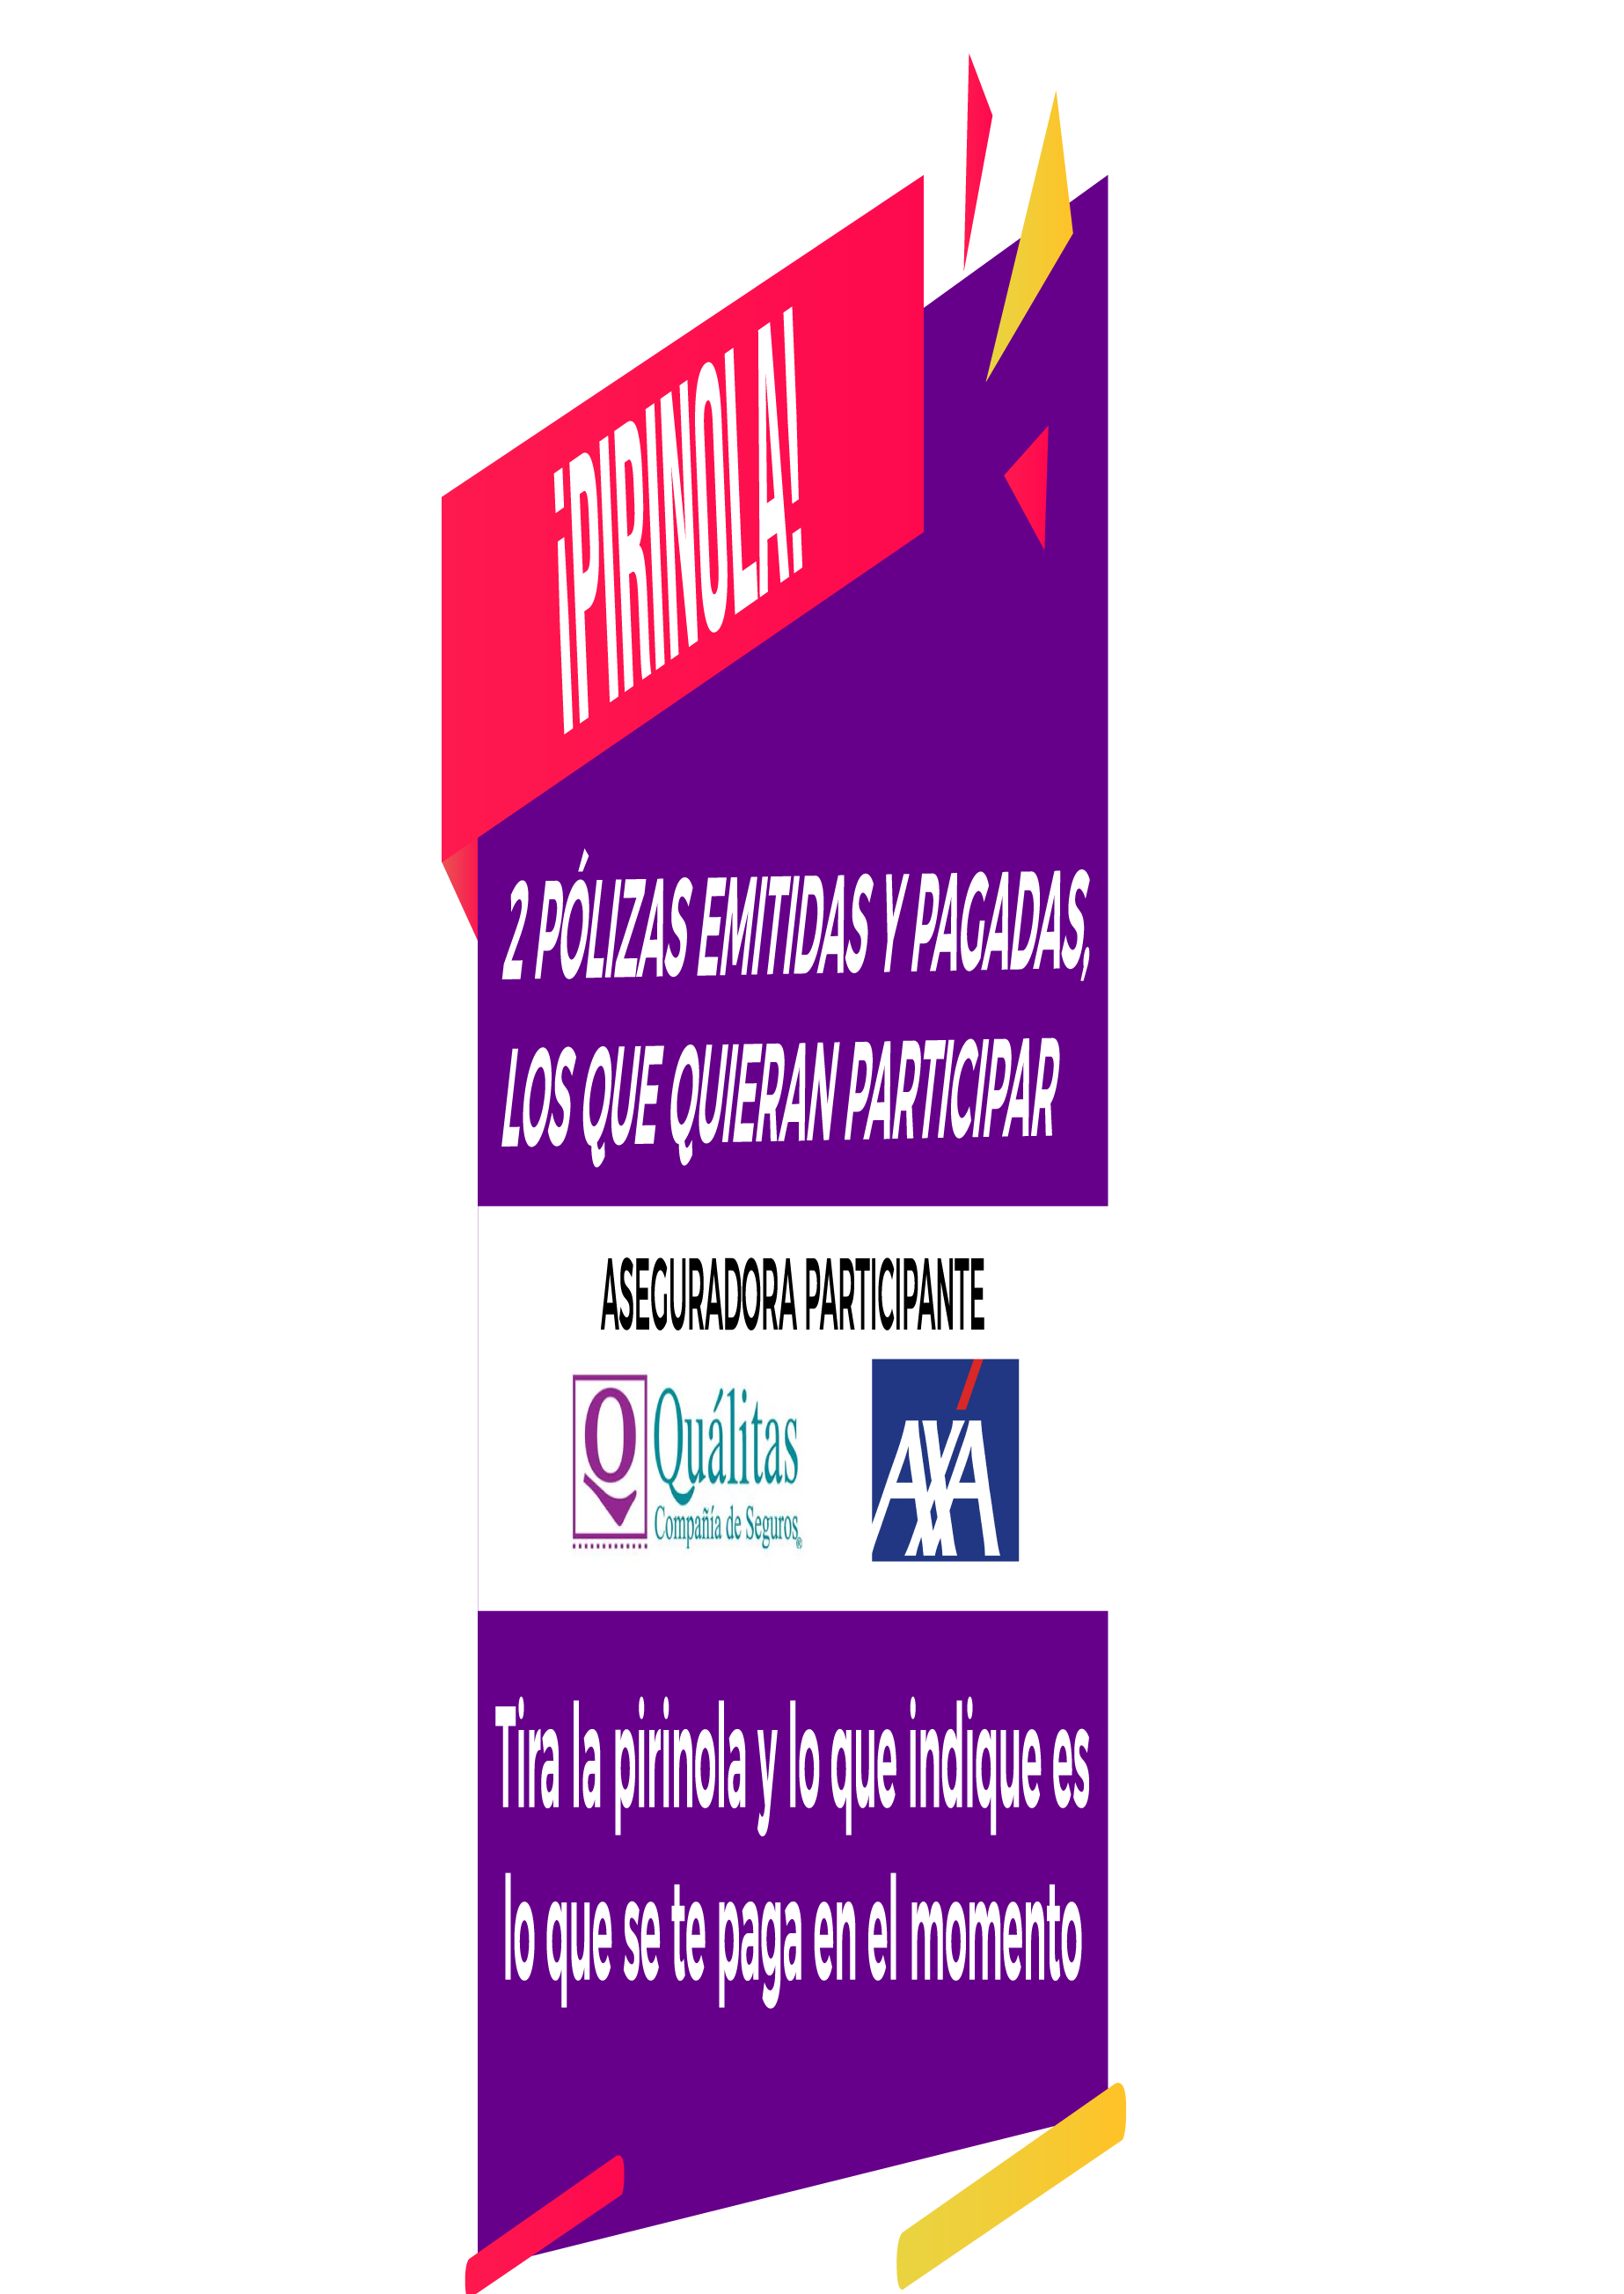 ¡PIRINOLA!
2 PÓLIZAS EMITIDAS Y PAGADAS,
LOS QUE QUIERAN PARTICIPAR
ASEGURADORA PARTICIPANTE
Q Quálitas
Compañía de Seguros®
AXA
Tira la pirinola y lo que indique es
lo que se te paga en el momento